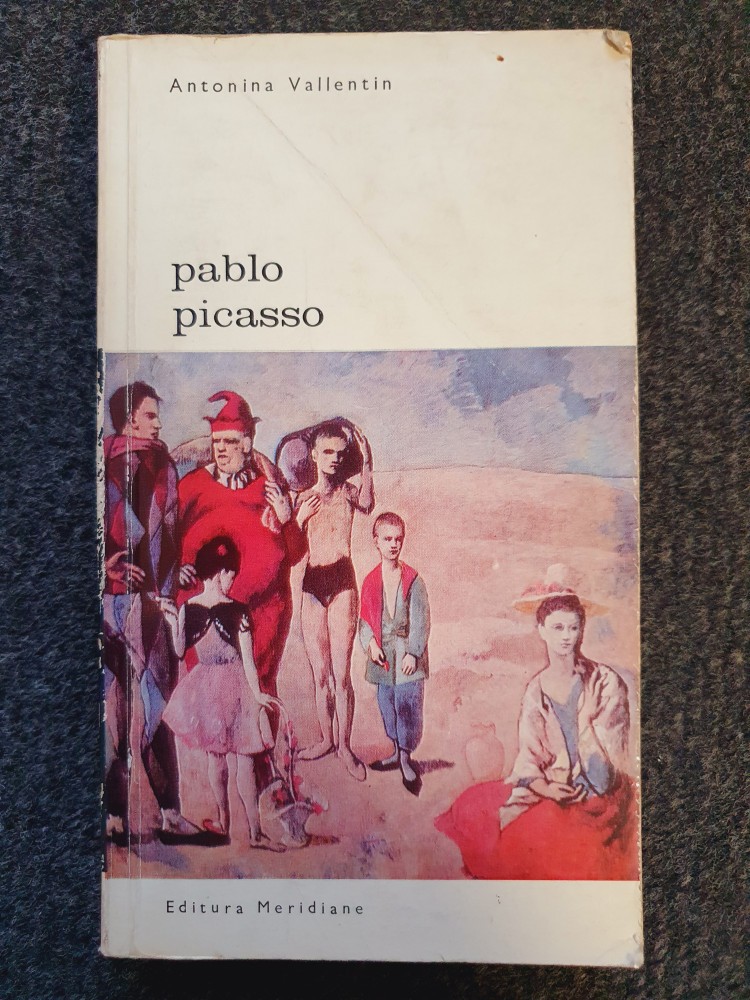 Antonina Vallentin
pablo
picasso
Editura Meridiane